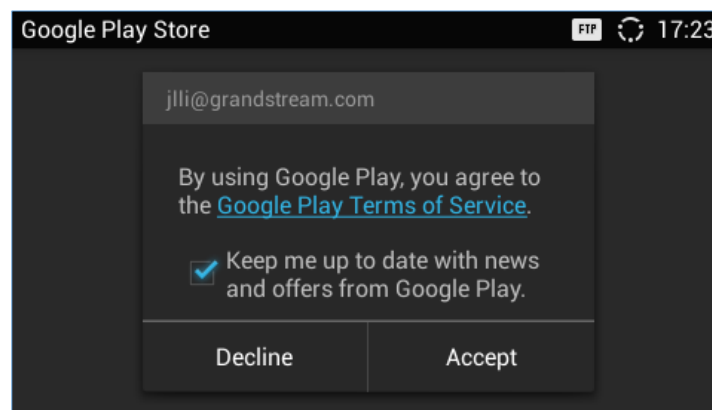 Google Play Store FTP 17:23
jlli@grandstream.com
By using Google Play, you agree to
the Google Play Terms of Service.
Keep me up to date with news
and offers from Google Play.
Decline Accept